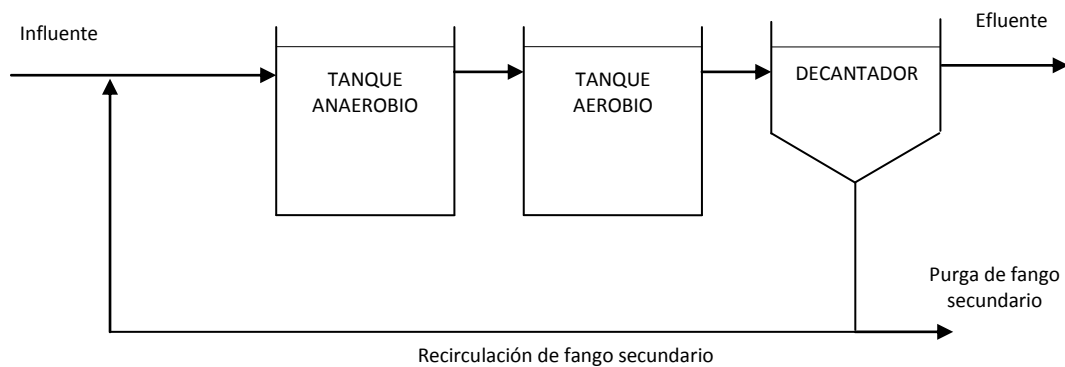 Influente
Efluente
TANQUE
ANAEROBIO
TANQUE
AEROBIO
DECANTADOR
Purga de fango
secundario
Recirculación de fango secundario